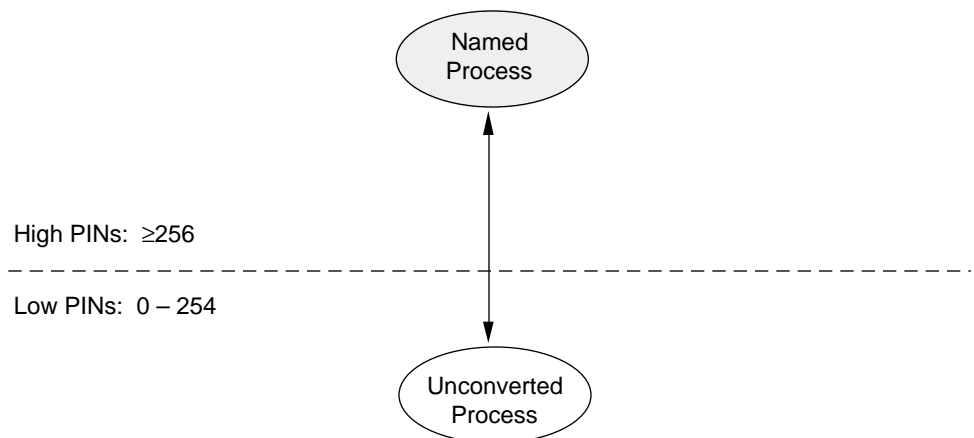 Named
Process
High PINs: ≥256
Low PINs: 0 – 254
Unconverted
Process